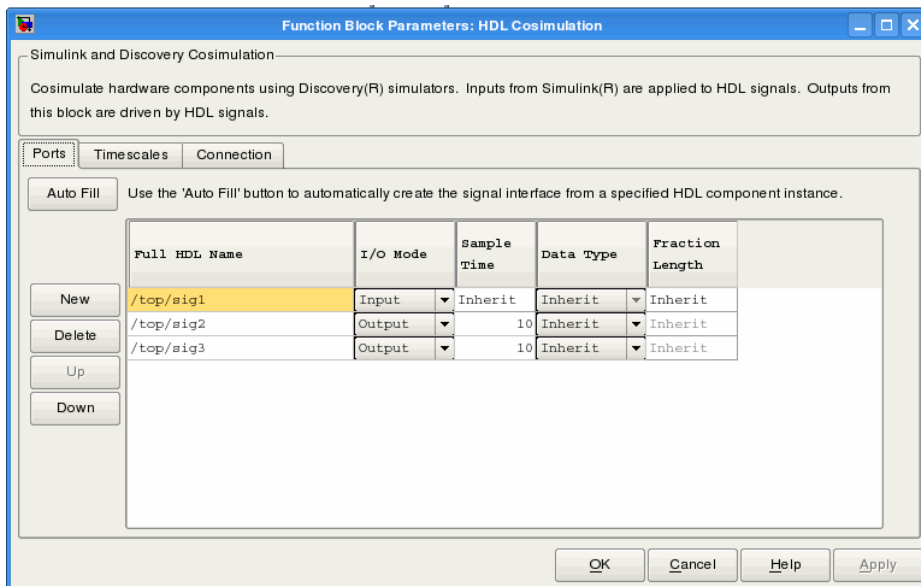 Function Block Parameters: HDL Cosimulation
Simulink and Discovery Cosimulation
Cosimulate hardware components using Discovery(R) simulators. Inputs from Simulink(R) are applied to HDL signals. Outputs from
this block are driven by HDL signals.
Ports Timescales Connection
Auto Fill Use the 'Auto Fill' button to automatically create the signal interface from a specified HDL component instance.
Full HDL Name I/O Mode Sample Time Data Type Fraction Length
New /top/sig1 Input Inherit Inherit Inherit
/top/sig2 Output 10 Inherit Inherit
Delete /top/sig3 Output 10 Inherit Inherit
Up
Down
OK Cancel Help Apply